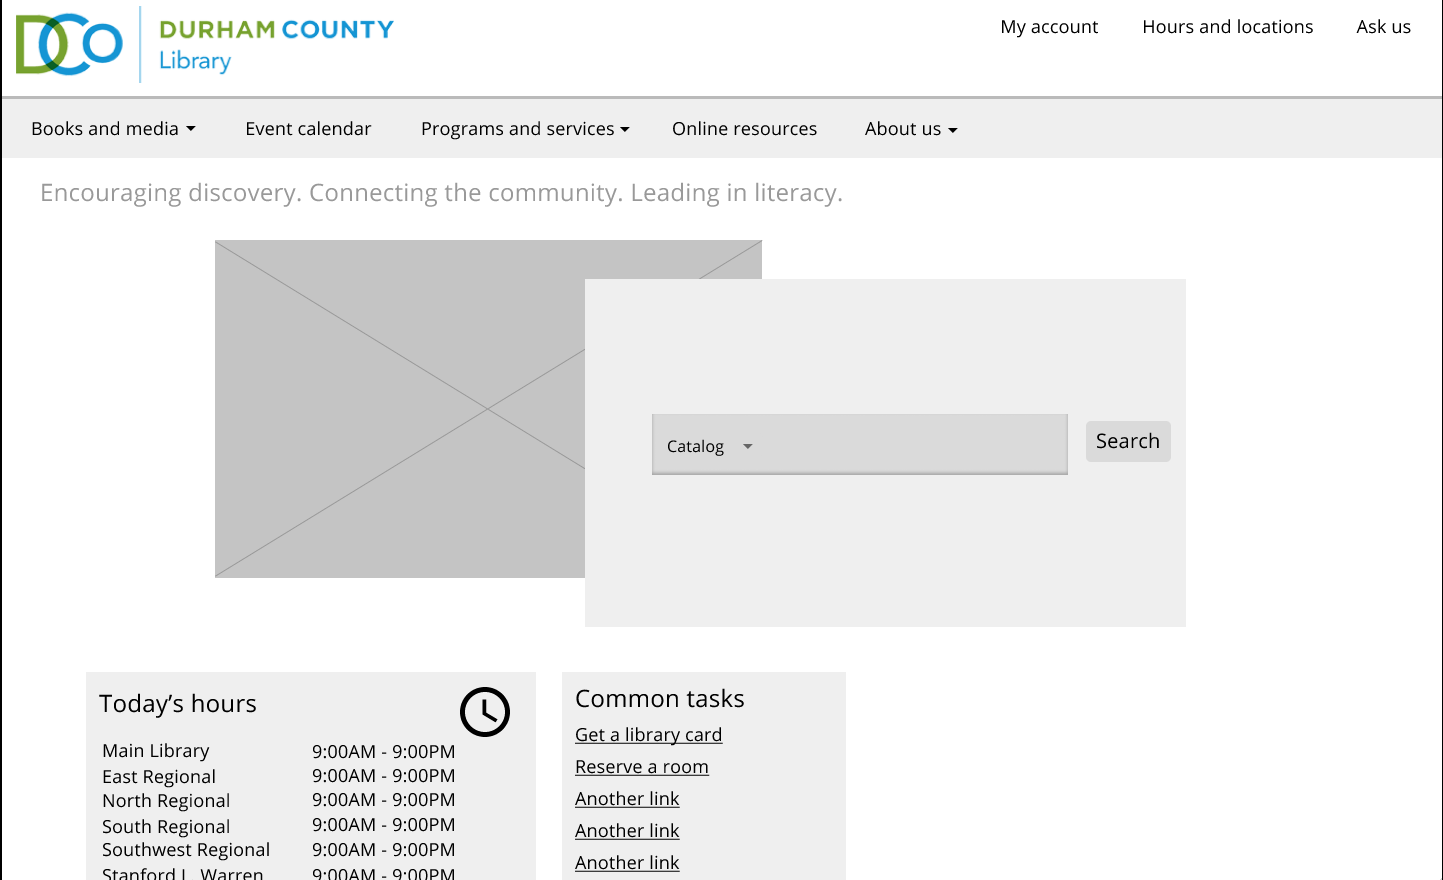 DCO
DURHAM COUNTY
Library
My account Hours and locations Ask us
Books and media Event calendar Programs and services Online resources About us
Encouraging discovery. Connecting the community. Leading in literacy.
Catalog
Search
Today’s hours
Main Library 9:00AM - 9:00PM
East Regional 9:00AM - 9:00PM
North Regional 9:00AM - 9:00PM
South Regional 9:00AM - 9:00PM
Southwest Regional 9:00AM - 9:00PM
Stanford L. Warren 9:00AM - 9:00PM
Common tasks
Get a library card
Reserve a room
Another link
Another link
Another link